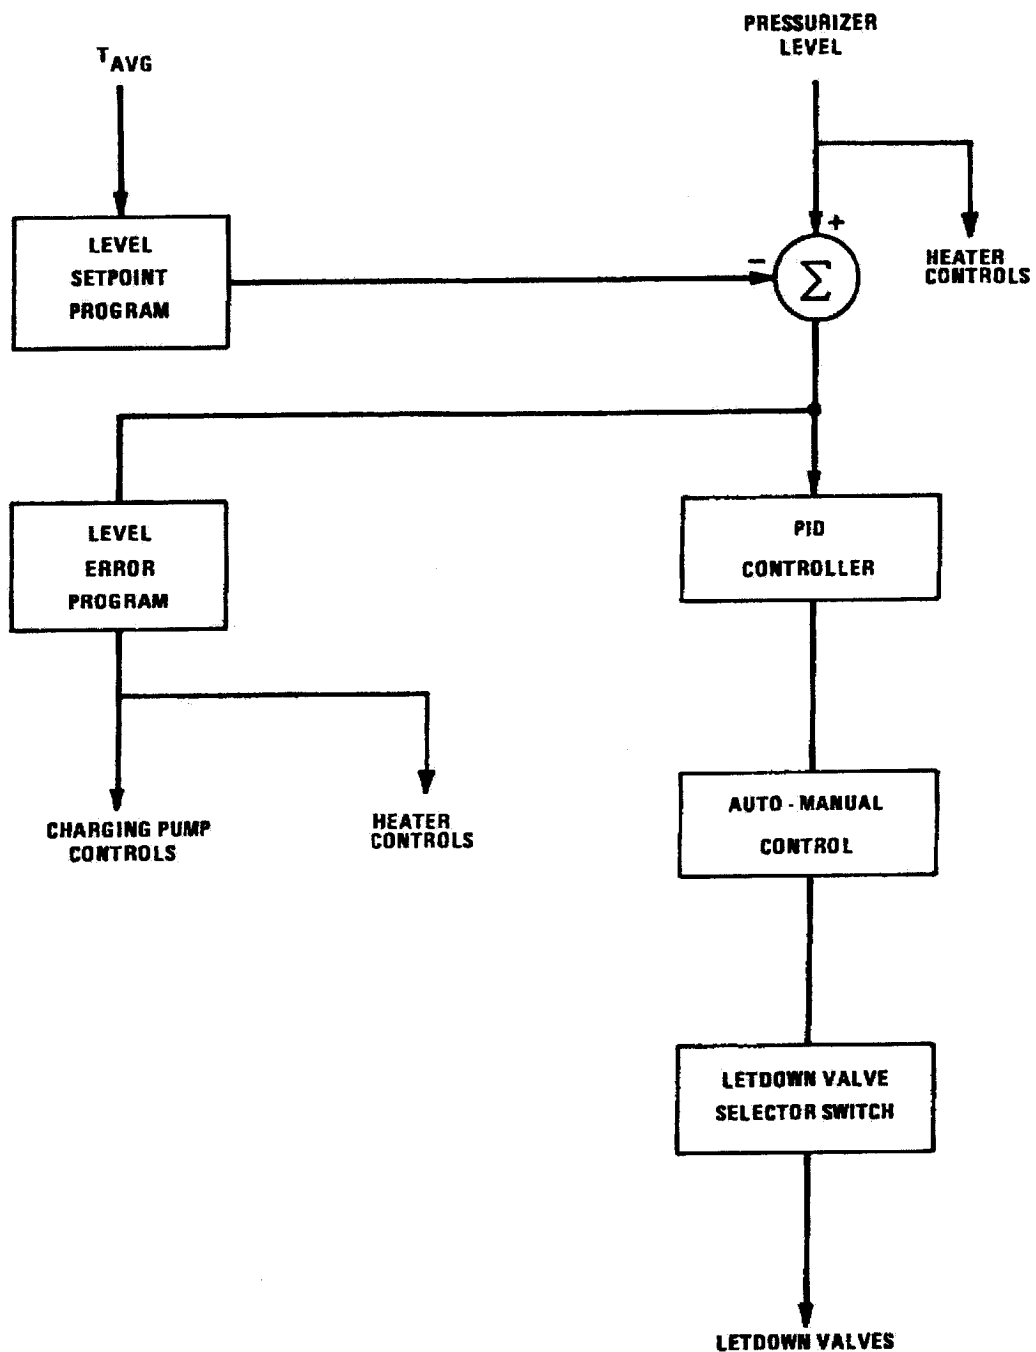 PRESSURIZER
LEVEL
TAVG
+
-
Σ
HEATER
CONTROLS
LEVEL
SETPOINT
PROGRAM
LEVEL
ERROR
PROGRAM
PID
CONTROLLER
AUTO - MANUAL
CONTROL
CHARGING PUMP
CONTROLS
HEATER
CONTROLS
LETDOWN VALVE
SELECTOR SWITCH
LETDOWN VALVES